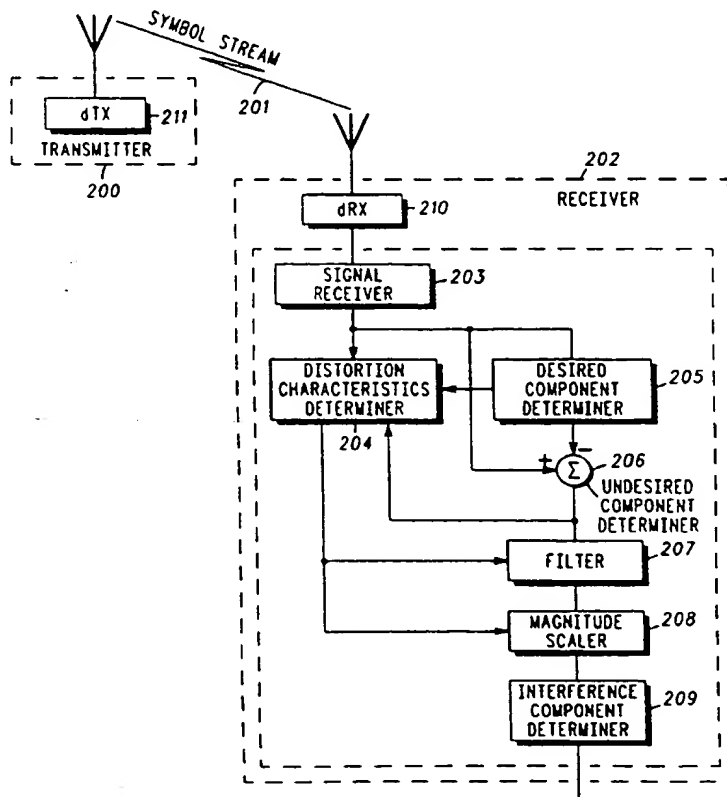 SYMBOL STREAM
201
dTX
211
TRANSMITTER
200
202
RECEIVER
dRX
210
SIGNAL
RECEIVER
203
DISTORTION
CHARACTERISTICS
DETERMINER
204
DESIRED
COMPONENT
DETERMINER
205
+
−
Σ
206
UNDESIRED
COMPONENT
DETERMINER
FILTER
207
MAGNITUDE
SCALER
208
INTERFERENCE
COMPONENT
DETERMINER
209